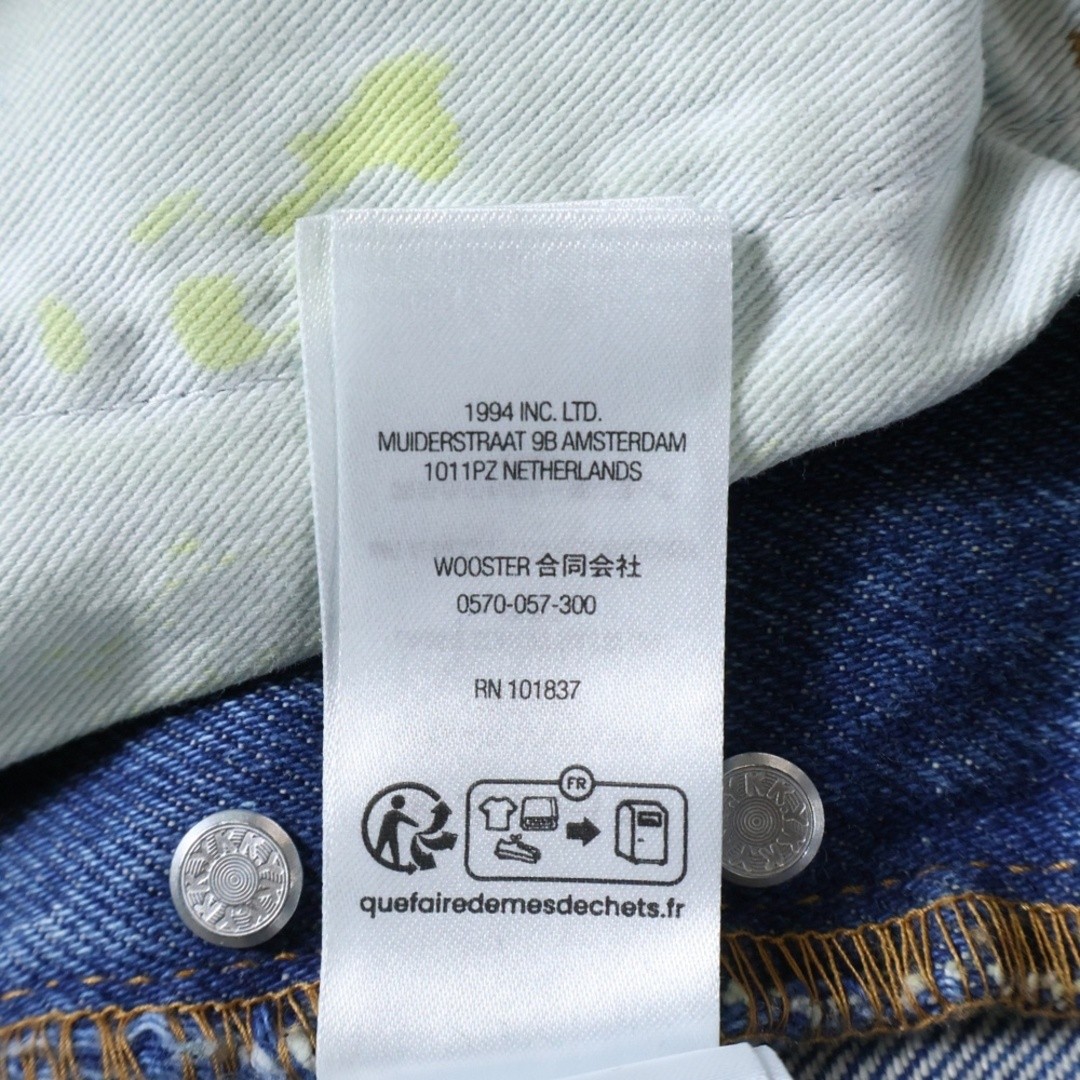 1994 INC. LTD.
MUIDERSTRAAT 9B AMSTERDAM
1011PZ NETHERLANDS
WOOSTER 合同会社
0570-057-300
RN 101837
FR
quefairedemesdechets.fr